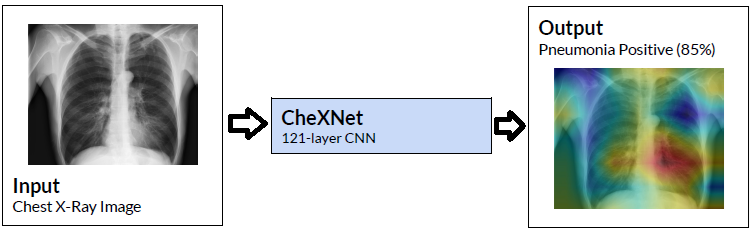 Input
Chest X-Ray Image
CheXNet
121-layer CNN
Output
Pneumonia Positive (85%)